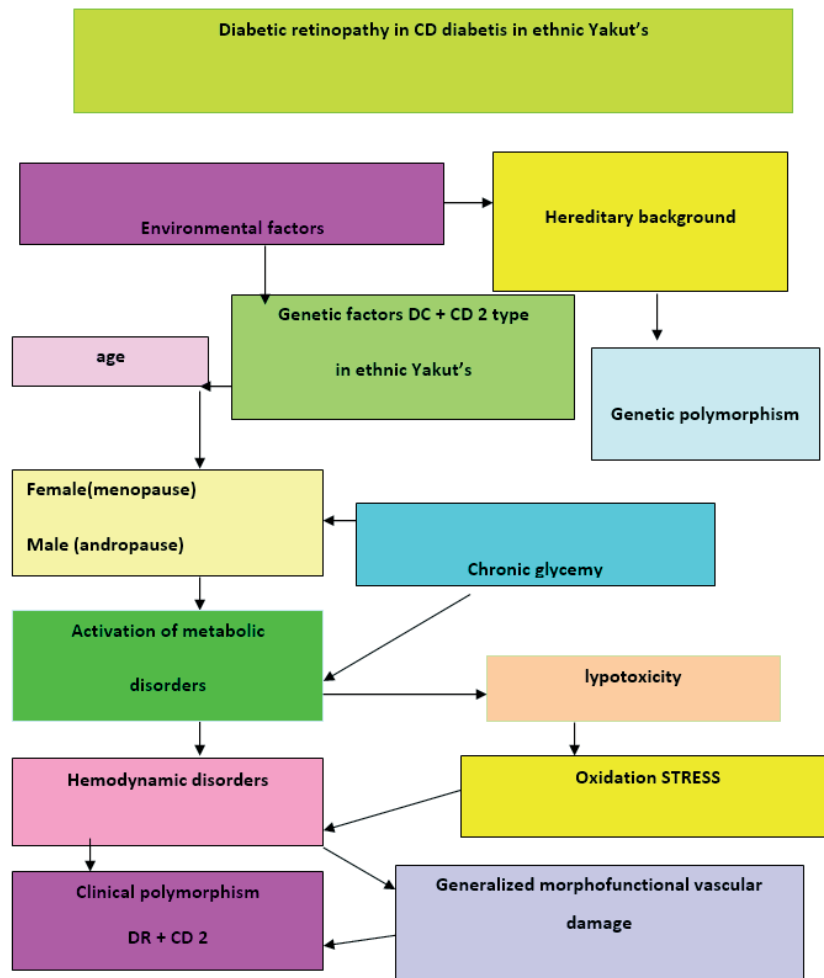 Diabetic retinopathy in CD diabetis in ethnic Yakut’s
Environmental factors
Hereditary background
Genetic factors DC + CD 2 type
in ethnic Yakut’s
age
Genetic polymorphism
Female(menopause)
Male (andropause)
Chronic glycemy
Activation of metabolic
disorders
lypotoxicity
Hemodynamic disorders
Oxidation STRESS
Clinical polymorphism
DR + CD 2
Generalized morphofunctional vascular
damage